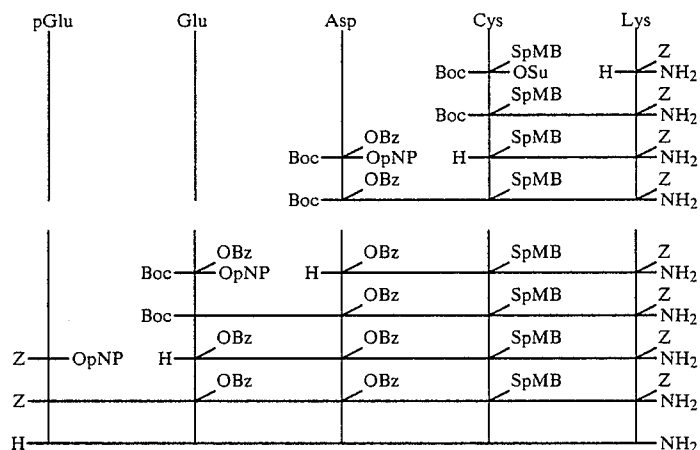 pGlu Glu Asp Cys Lys
SpMB Z
Boc OSu H NH2
SpMB Z
Boc NH2
OBz SpMB Z
Boc OpNP H NH2
OBz SpMB Z
Boc NH2
OBz OBz SpMB Z
Boc OpNP H NH2
OBz SpMB Z
Boc NH2
OBz OBz SpMB Z
Z OpNP H NH2
OBz OBz SpMB Z
Z NH2
H NH2